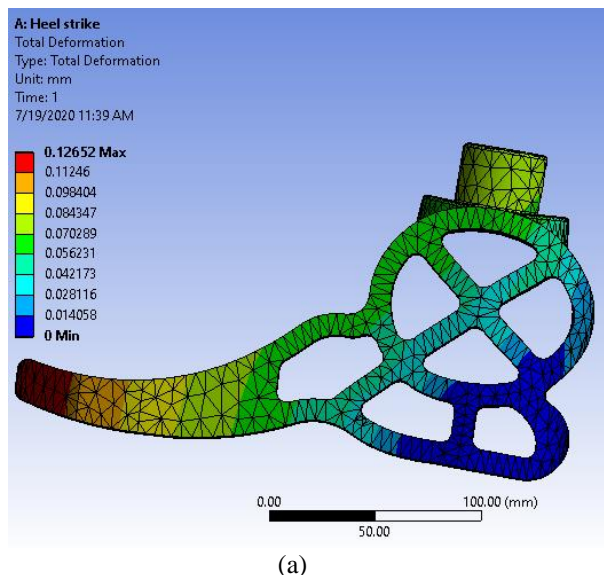 A: Heel strike
Total Deformation
Type: Total Deformation
Unit: mm
Time: 1
7/19/2020 11:39 AM
0.12652 Max
0.11246
0.098404
0.084347
0.070289
0.056231
0.042173
0.028116
0.014058
0 Min
0.00
100.00 (mm)
50.00
(a)